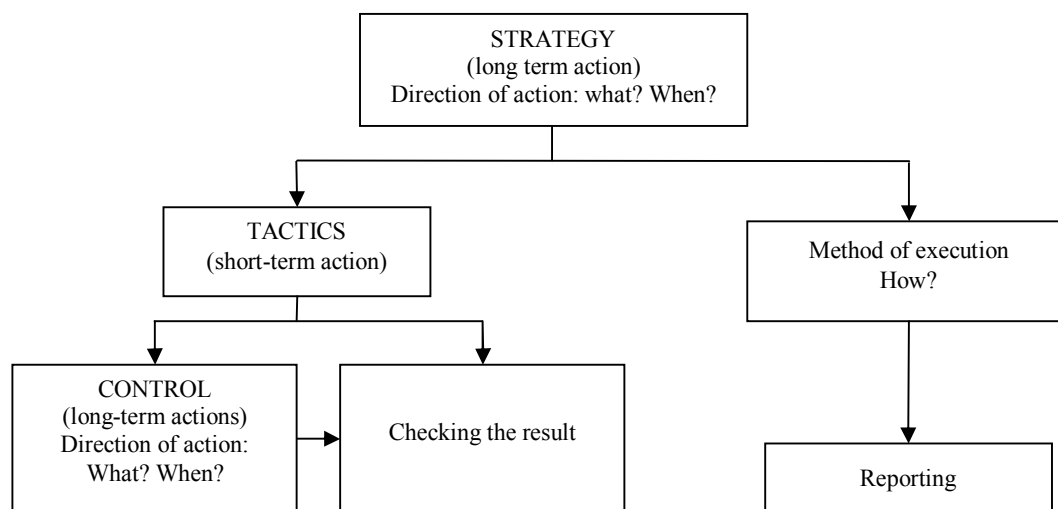 STRATEGY
(long term action)
Direction of action: what? When?
TACTICS
(short-term action)
Method of execution
How?
CONTROL
(long-term actions)
Direction of action:
What? When?
Checking the result
Reporting